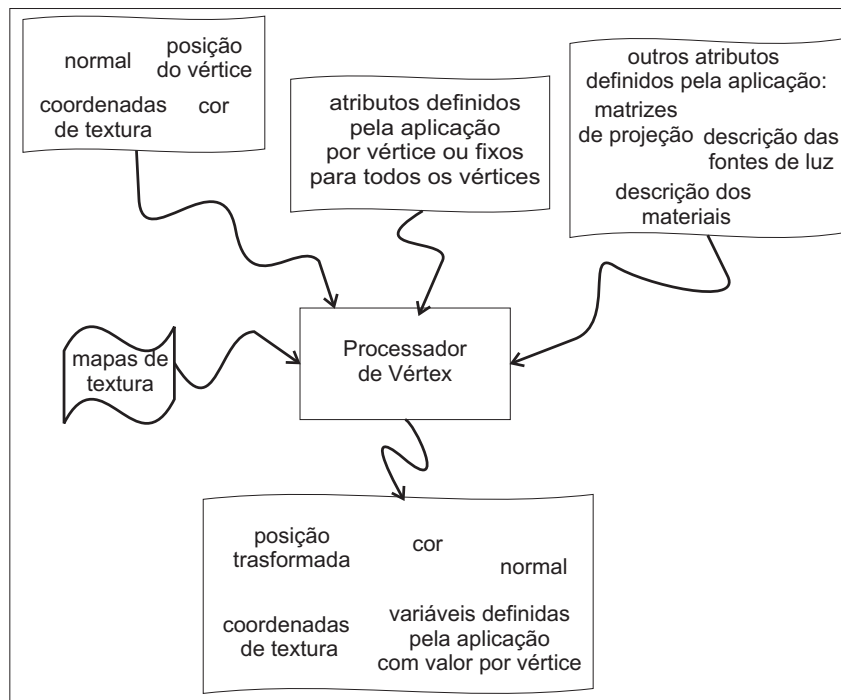 normal
posição
do vértice
coordenadas
de textura
cor
atributos definidos
pela aplicação
por vértice ou fixos
para todos os vértices
outros atributos
definidos pela aplicação:
matrizes
de projeção
descrição das
fontes de luz
descrição dos
materiais
mapas de
textura
Processador
de Vértex
posição
trasformada
cor
normal
coordenadas
de textura
variáveis definidas
pela aplicação
com valor por vértice